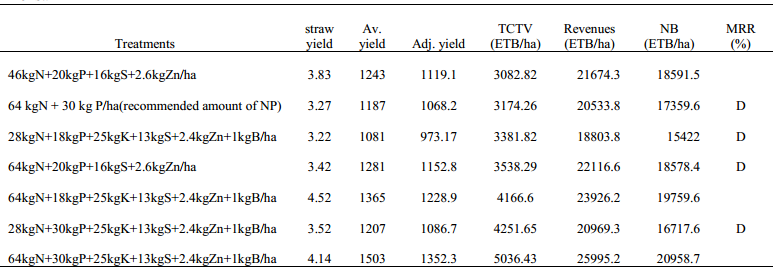 straw Av. TCTV Revenues NB MRR
Treatments yield yield Adj. yield (ETB/ha) (ETB/ha) (ETB/ha) (%)
46kgN+20kgP+16kgS+2.6kgZn/ha 3.83 1243 1119.1 3082.82 21674.3 18591.5
64 kgN + 30 kg P/ha(recommended amount of NP) 3.27 1187 1068.2 3174.26 20533.8 17359.6 D
28kgN+18kgP+25kgK+13kgS+2.4kgZn+1kgB/ha 3.22 1081 973.17 3381.82 18803.8 15422 D
64kgN+20kgP+16kgS+2.6kgZn/ha 3.42 1281 1152.8 3538.29 22116.6 18578.4 D
64kgN+18kgP+25kgK+13kgS+2.4kgZn+1kgB/ha 4.52 1365 1228.9 4166.6 23926.2 19759.6
28kgN+30kgP+25kgK+13kgS+2.4kgZn+1kgB/ha 3.52 1207 1086.7 4251.65 20969.3 16717.6 D
64kgN+30kgP+25kgK+13kgS+2.4kgZn+1kgB/ha 4.14 1503 1352.3 5036.43 25995.2 20958.7